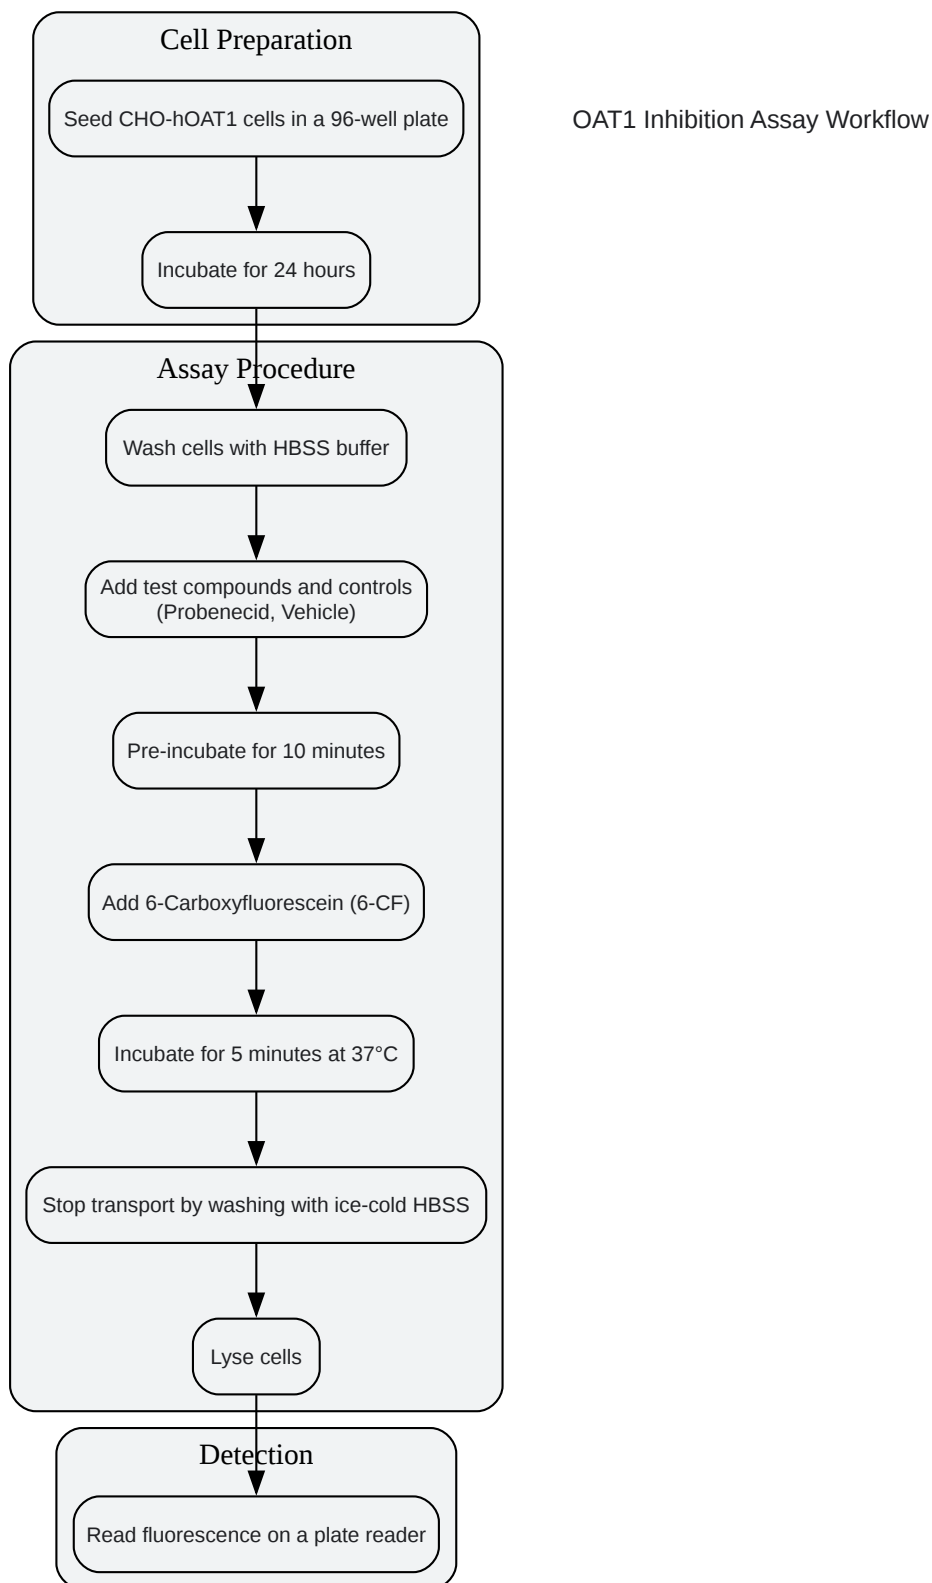 Cell Preparation
Seed CHO-hOAT1 cells in a 96-well plate
OAT1 Inhibition Assay Workflow
Incubate for 24 hours
Assay Procedure
Wash cells with HBSS buffer
Add test compounds and controls
(Probenecid, Vehicle)
Pre-incubate for 10 minutes
Add 6-Carboxyfluorescein (6-CF)
Incubate for 5 minutes at 37°C
Stop transport by washing with ice-cold HBSS
Lyse cells
Detection
Read fluorescence on a plate reader